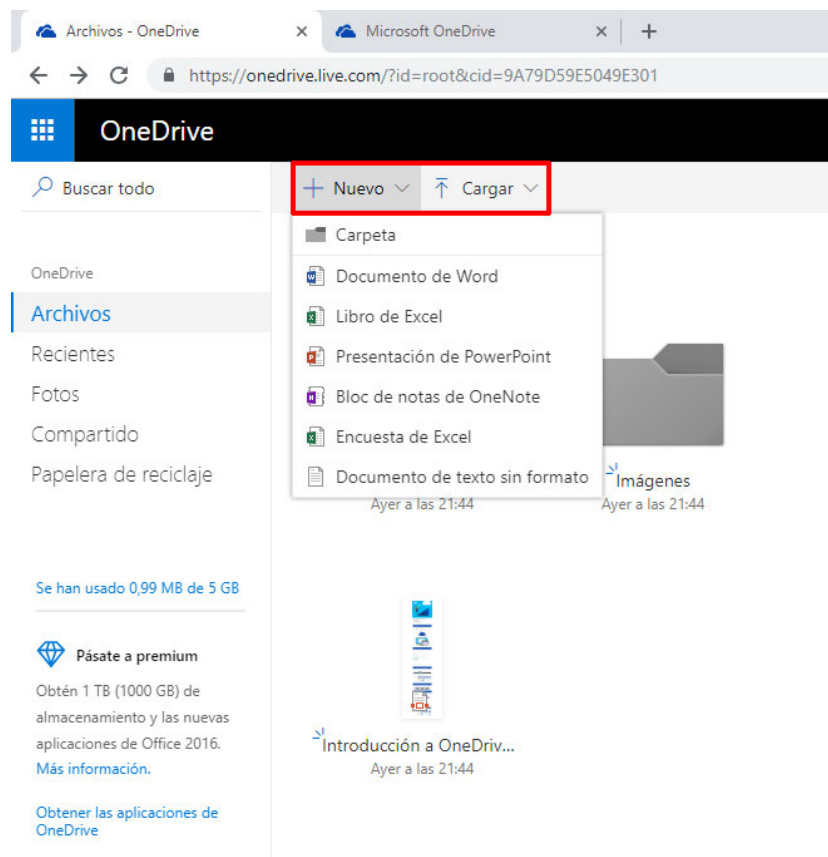 Archivos - OneDrive
Microsoft OneDrive
https://onedrive.live.com/?id=root&cid=9A79D59E5049E301
OneDrive
Buscar todo
Nuevo
Cargar
Carpeta
Documento de Word
Libro de Excel
Presentación de PowerPoint
Bloc de notas de OneNote
Encuesta de Excel
Documento de texto sin formato
OneDrive
Archivos
Recientes
Fotos
Compartido
Papelera de reciclaje
Ayer a las 21:44
Imágenes
Ayer a las 21:44
Se han usado 0,99 MB de 5 GB
Pásate a premium
Obtén 1 TB (1000 GB) de
almacenamiento y las nuevas
aplicaciones de Office 2016.
Más información.
Obtener las aplicaciones de
OneDrive
Introducción a OneDriv...
Ayer a las 21:44